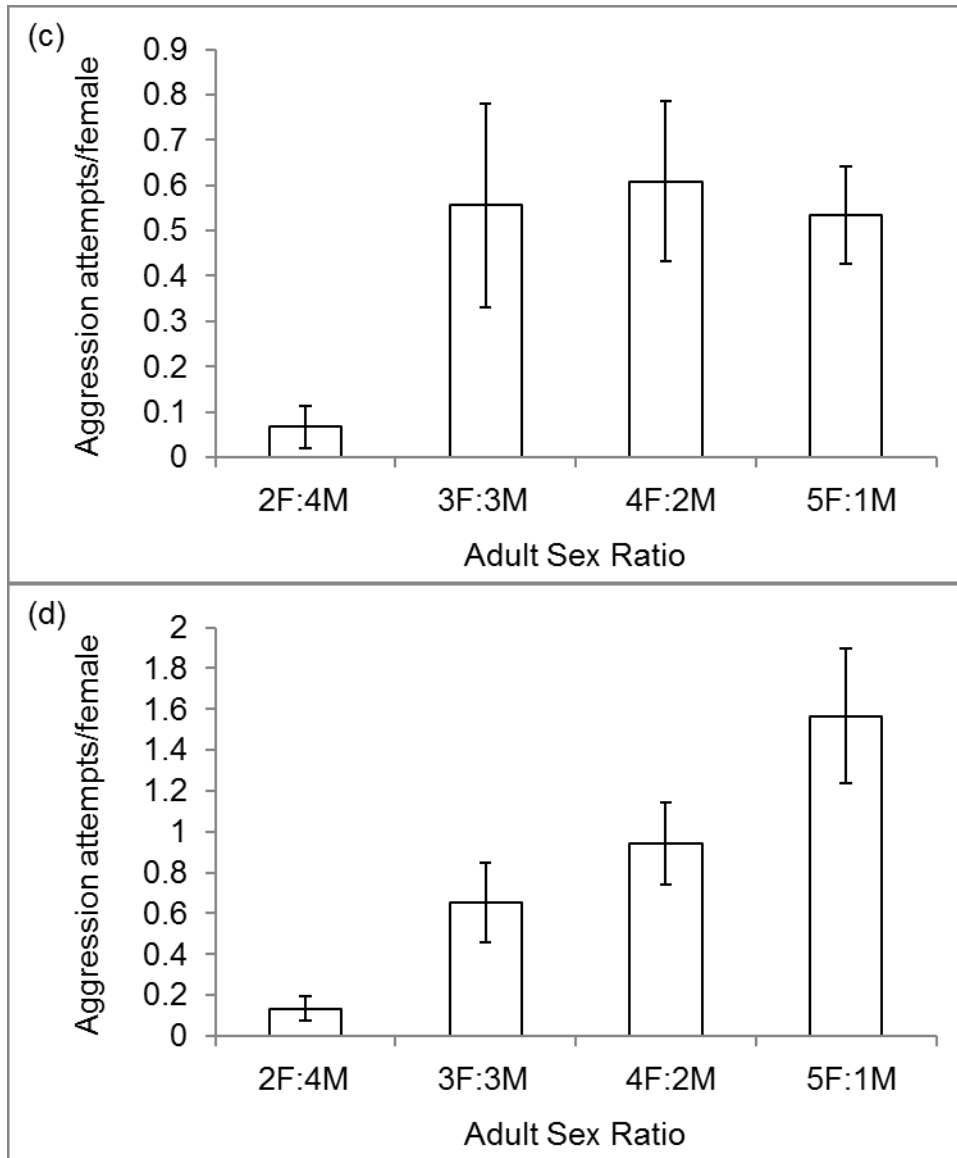 (c)
Aggression attempts/female
0.9
0.8
0.7
0.6
0.5
0.4
0.3
0.2
0.1
0
2F:4M 3F:3M 4F:2M 5F:1M
Adult Sex Ratio
(d)
Aggression attempts/female
2
1.8
1.6
1.4
1.2
1
0.8
0.6
0.4
0.2
0
2F:4M 3F:3M 4F:2M 5F:1M
Adult Sex Ratio